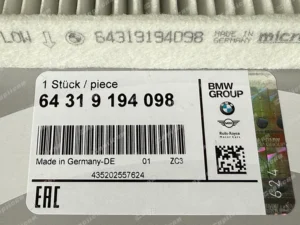 LOW 64319194098 MADE IN GERMANY micro
1 Stück / piece
64 31 9 194 098
BMW
GROUP
Made in Germany-DE 01 ZC3
435202557624
EAC
624